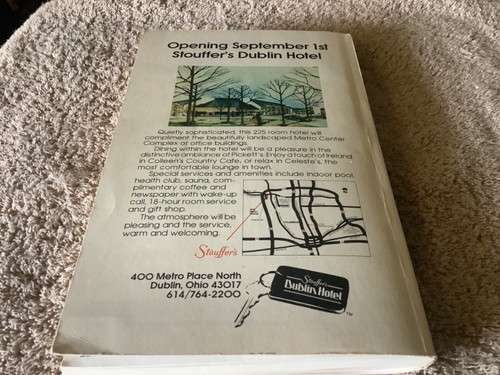 Opening September 1st
Stouffer's Dublin Hotel
Quietly sophisticated, this 225 room hotel will
compliment the beautifully landscaped Metro Center
Complex of office buildings.
Dining within the hotel will be a pleasure in the
distinctive ambiance of Pickett's. Enjoy a touch of Ireland
in Colleen's Country Cafe, or relax in Celeste's, the
most comfortable lounge in town.
Special services and amenities include indoor pool,
health club, sauna, com-
plimentary coffee and
newspaper with wake-up
call, 18-hour room service
and gift shop.
The atmosphere will be
pleasing and the service,
warm and welcoming.
Stouffer's
400 Metro Place North
Dublin, Ohio 43017
614/764-2200
Stouffer's
Dublin Hotel
TM